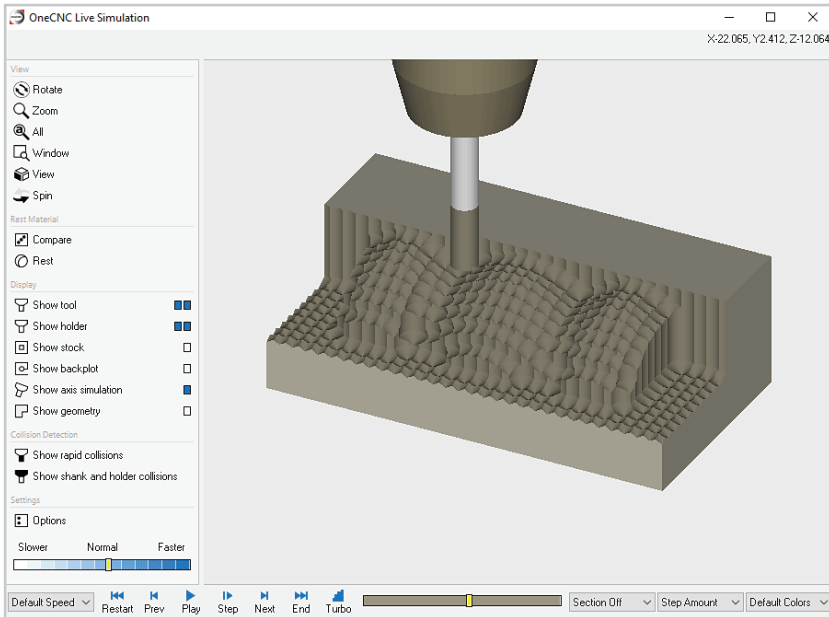 OneCNC Live Simulation
X-22.065, Y2.412, Z-12.064
View
Rotate
Zoom
All
Window
View
Spin
Rest Material
Compare
Rest
Display
Show tool
Show holder
Show stock
Show backplot
Show axis simulation
Show geometry
Collision Detection
Show rapid collisions
Show shank and holder collisions
Settings
Options
Slower Normal Faster
Default Speed Restart Prev Play Step Next End Turbo Section Off Step Amount Default Colors